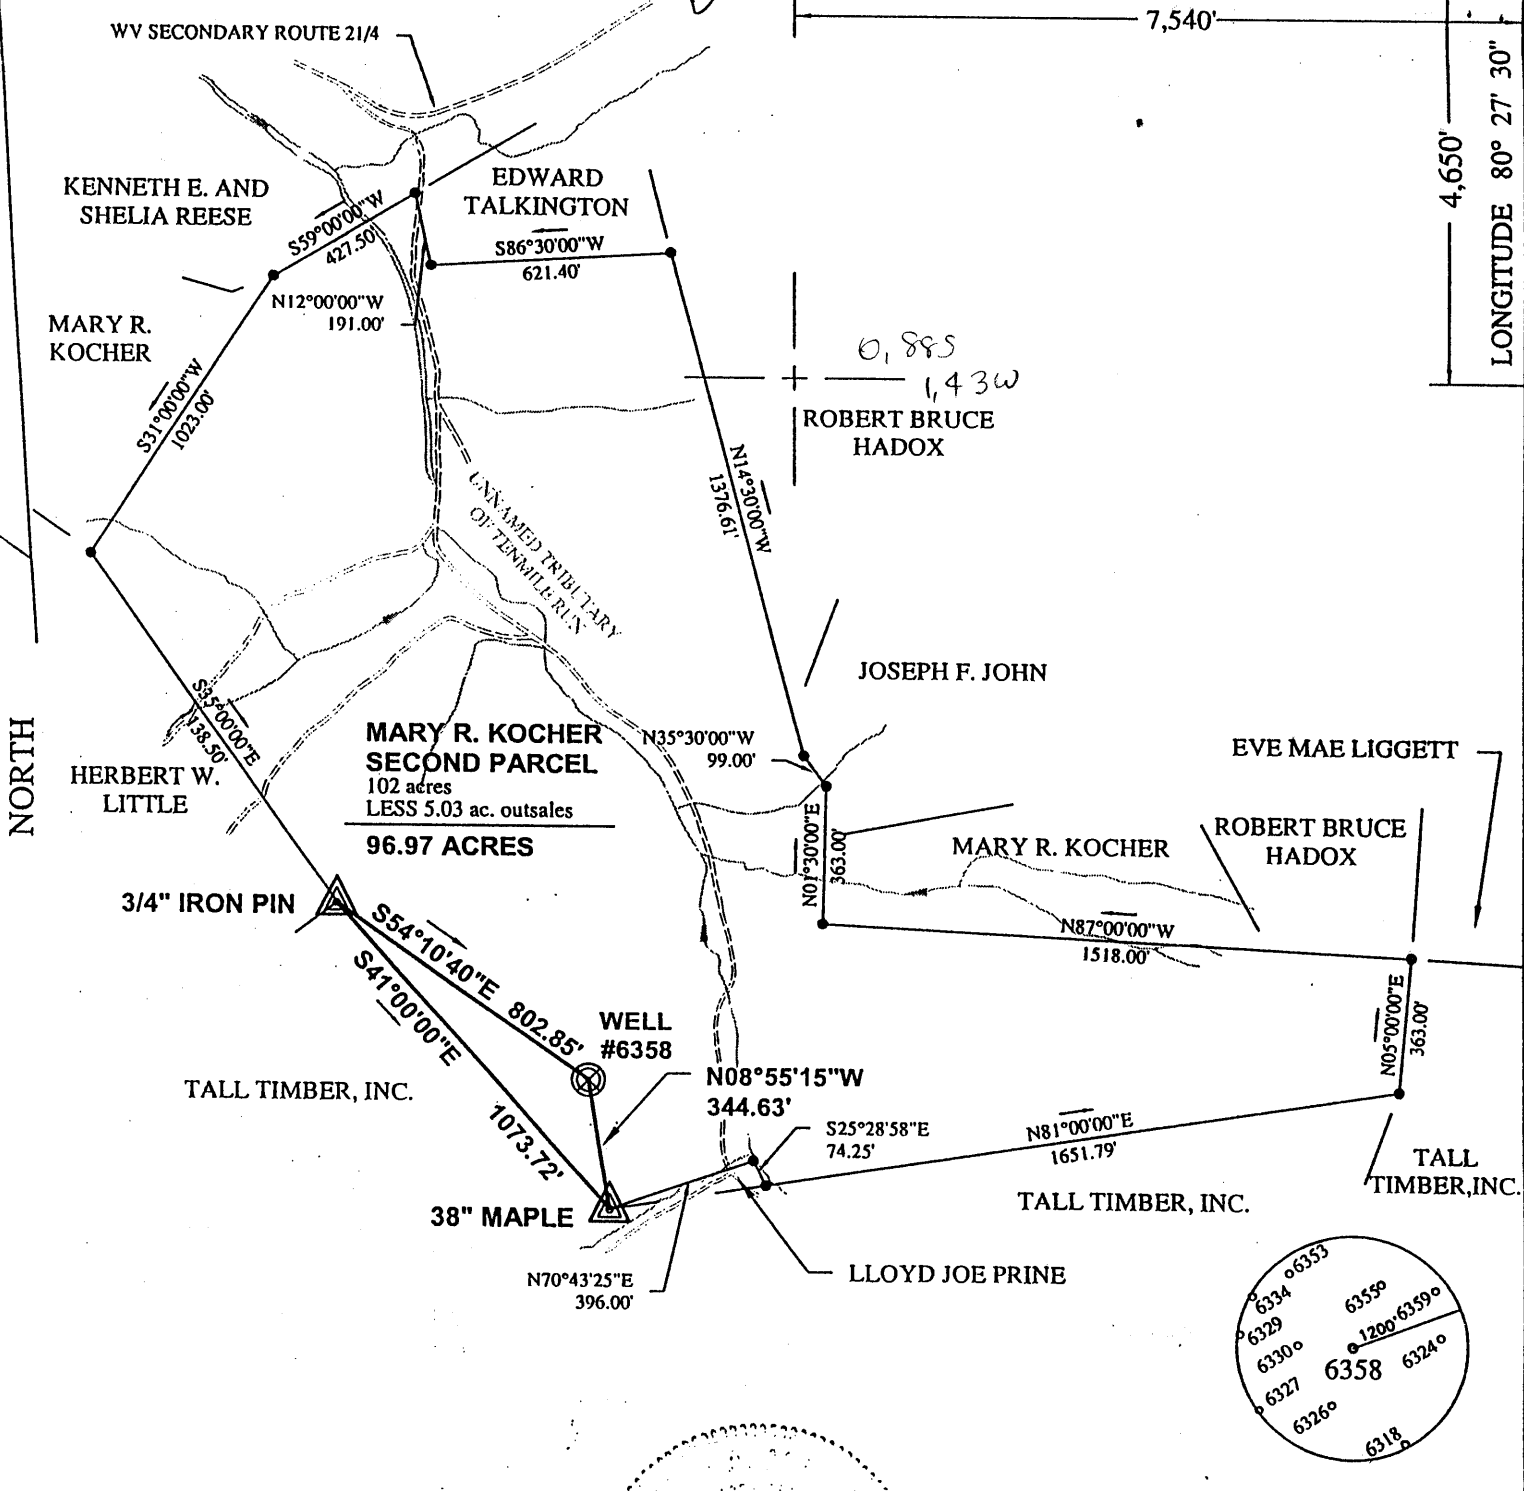 WV SECONDARY ROUTE 21/4
7,540'
4,650'
LONGITUDE 80° 27' 30"
KENNETH E. AND
SHELIA REESE
EDWARD
TALKINGTON
S59°00'00"W
427.50'
S86°30'00"W
621.40'
N12°00'00"W
191.00'
MARY R.
KOCHER
S31°00'00"W
1023.00'
0,88S
1,43W
ROBERT BRUCE
HADOX
N14°30'00"W
1376.61'
UNNAMED TRIBUTARY
OF TENMILE RUN
JOSEPH F. JOHN
NORTH
S35°00'00"E
138.50'
HERBERT W.
LITTLE
MARY R. KOCHER
SECOND PARCEL
102 acres
LESS 5.03 ac. outsales
96.97 ACRES
N35°30'00"W
99.00'
EVE MAE LIGGETT
N01°30'00"E
363.00'
MARY R. KOCHER
ROBERT BRUCE
HADOX
3/4" IRON PIN
S54°10'40"E 802.85'
S41°00'00"E
1073.72'
N87°00'00"W
1518.00'
N05°00'00"E
363.00'
WELL
#6358
N08°55'15"W
344.63'
TALL TIMBER, INC.
S25°28'58"E
74.25'
N81°00'00"E
1651.79'
TALL
TIMBER,INC.
TALL TIMBER, INC.
38" MAPLE
LLOYD JOE PRINE
N70°43'25"E
396.00'
6353
6334
6355
6359
1200'
6329
6330
6324
6358
6327
6326
6318